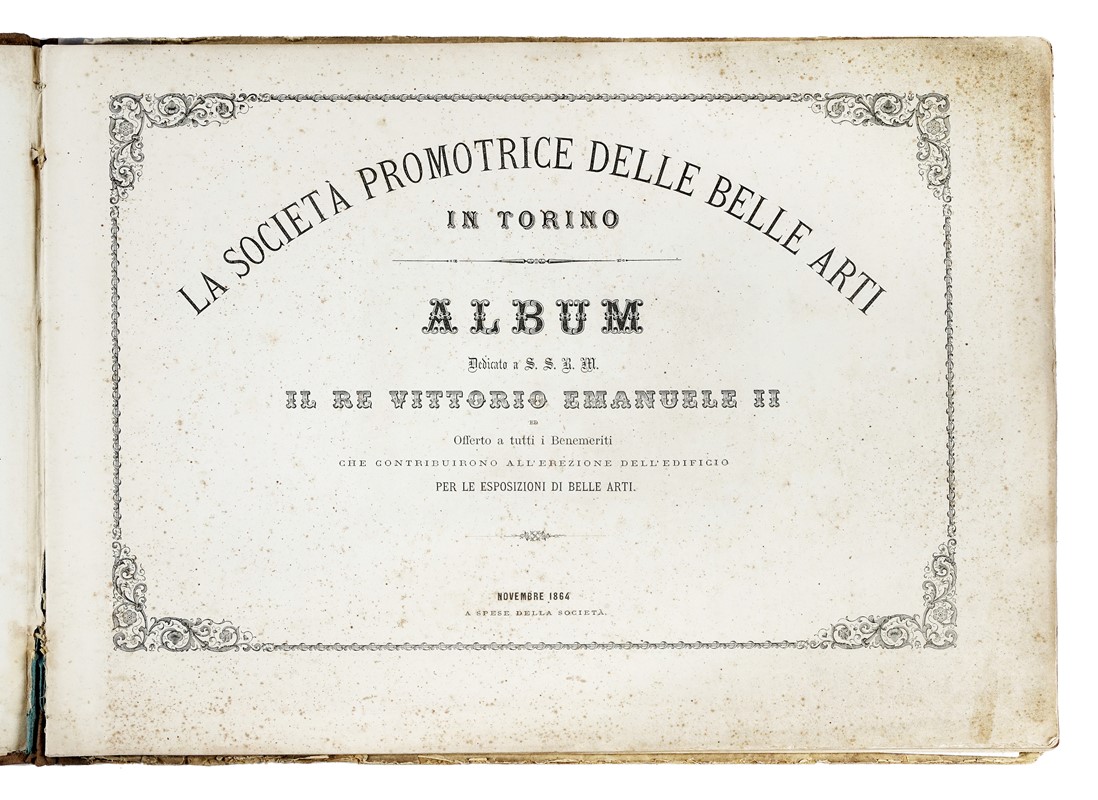 LA SOCIETÀ PROMOTRICE DELLE BELLE ARTI
IN TORINO
ALBUM
Dedicato a S. S. R. M.
IL RE VITTORIO EMANUELE II
ED
Offerto a tutti i Benemeriti
CHE CONTRIBUIRONO ALL'EREZIONE DELL'EDIFICIO
PER LE ESPOSIZIONI DI BELLE ARTI.
NOVEMBRE 1864
A SPESE DELLA SOCIETÀ.